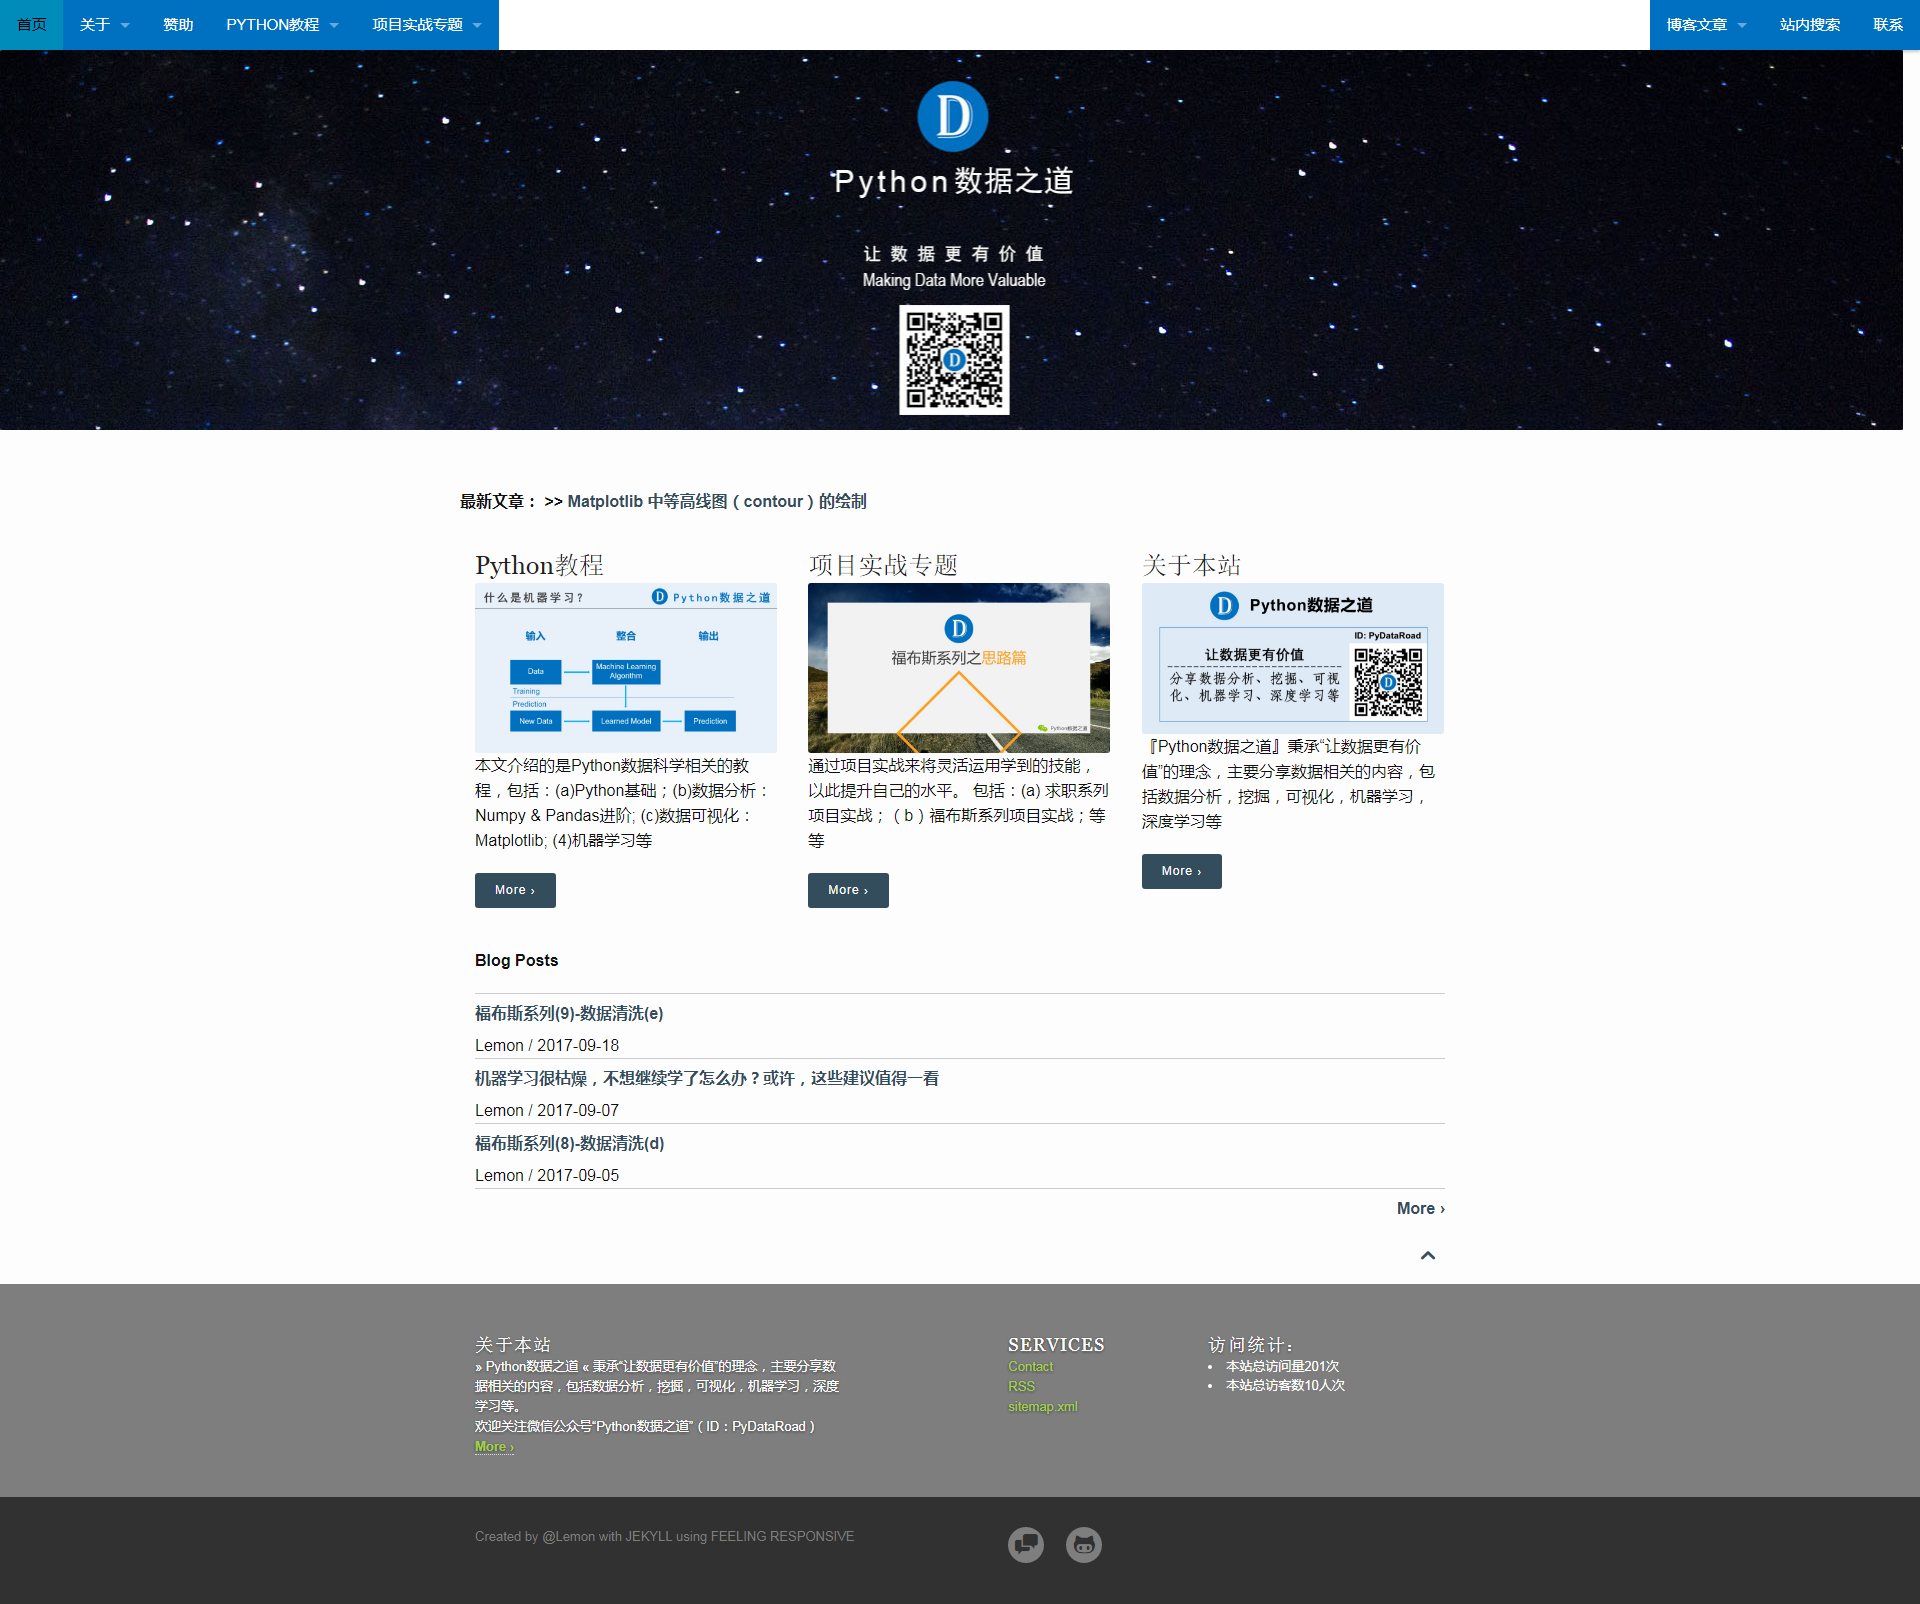 首页 关于 赞助 PYTHON教程 项目实战专题 博客文章 站内搜索 联系
D
Python 数据之道
让数据更有价值
Making Data More Valuable
D
最新文章： >> Matplotlib 中等高线图（contour）的绘制
Python教程
什么是机器学习? D Python数据之道
输入 整合 输出
Data Machine Learning Algorithm
Training
Prediction
New Data Learned Model Prediction
本文介绍的是Python数据科学相关的教
程，包括：(a)Python基础；(b)数据分析：
Numpy & Pandas进阶; (c)数据可视化：
Matplotlib; (4)机器学习等
More ›
项目实战专题
D
福布斯系列之思路篇
Python数据之道
通过项目实战来将灵活运用学到的技能，
以此提升自己的水平。 包括：(a) 求职系列
项目实战；（b）福布斯系列项目实战；等
等
More ›
关于本站
D Python数据之道
ID: PyDataRoad
让数据更有价值
分享数据分析、挖掘、可视
化、机器学习、深度学习等
D
『Python数据之道』秉承“让数据更有价
值”的理念，主要分享数据相关的内容，包
括数据分析，挖掘，可视化，机器学习，
深度学习等
More ›
Blog Posts
福布斯系列(9)-数据清洗(e)
Lemon / 2017-09-18
机器学习很枯燥，不想继续学了怎么办？或许，这些建议值得一看
Lemon / 2017-09-07
福布斯系列(8)-数据清洗(d)
Lemon / 2017-09-05
More ›
关于本站
» Python数据之道 « 秉承“让数据更有价值”的理念，主要分享数
据相关的内容，包括数据分析，挖掘，可视化，机器学习，深度
学习等。
欢迎关注微信公众号“Python数据之道”（ID：PyDataRoad）
More ›
SERVICES
Contact
RSS
sitemap.xml
访问统计：
• 本站总访问量201次
• 本站总访客数10人次
Created by @Lemon with JEKYLL using FEELING RESPONSIVE